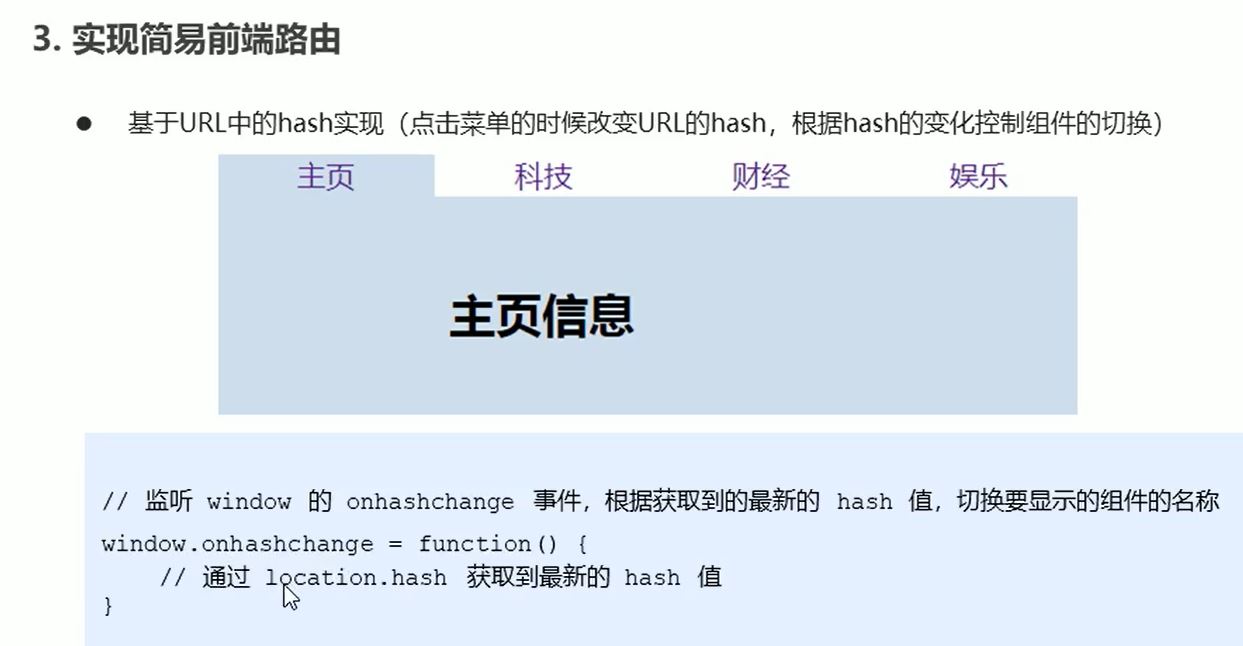 3. 实现简易前端路由
● 基于URL中的hash实现（点击菜单的时候改变URL的hash，根据hash的变化控制组件的切换）
主页 科技 财经 娱乐
主页信息
// 监听 window 的 onhashchange 事件，根据获取到的最新的 hash 值，切换要显示的组件的名称
window.onhashchange = function() {
// 通过 location.hash 获取到最新的 hash 值
}